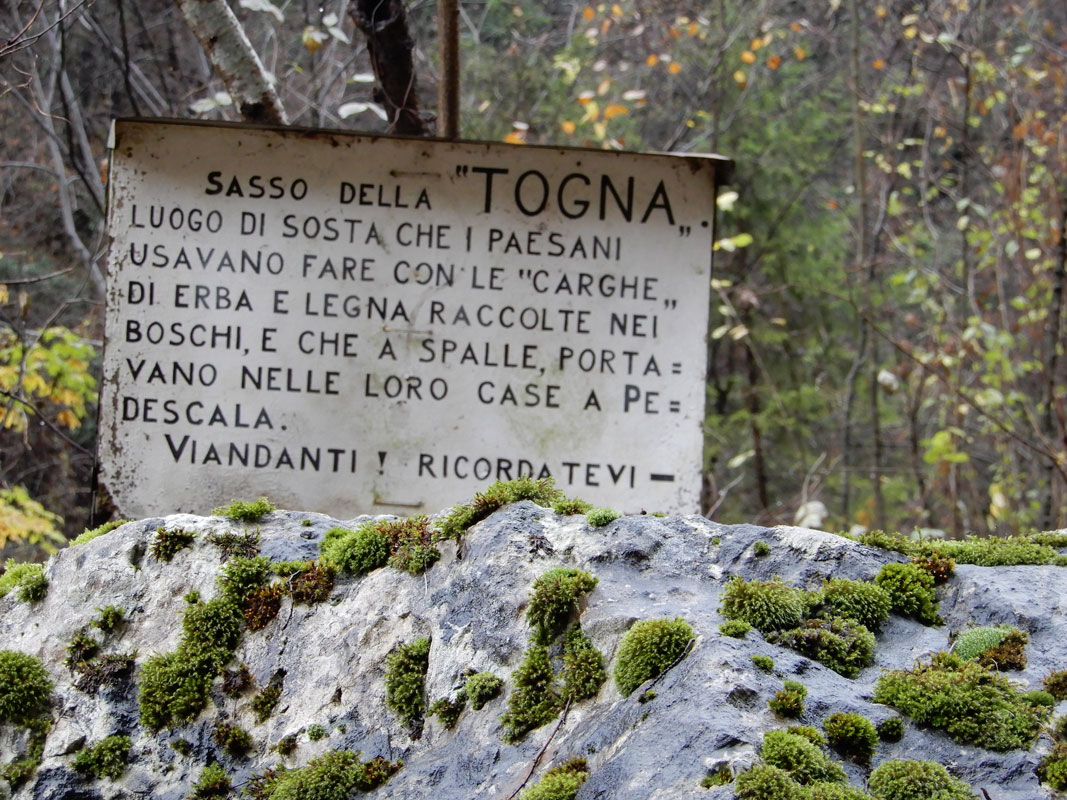 SASSO DELLA "TOGNA".
LUOGO DI SOSTA CHE I PAESANI
USAVANO FARE CON LE "CARGHE"
DI ERBA E LEGNA RACCOLTE NEI
BOSCHI, E CHE A SPALLE, PORTA=
VANO NELLE LORO CASE A PE=
DESCALA.
VIANDANTI! RICORDATEVI –